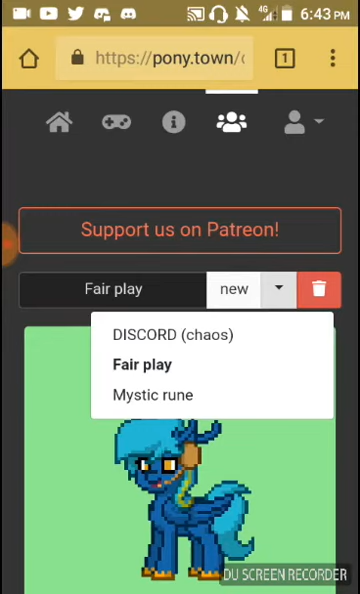 4G
6:43 PM
https://pony.town/
1
Support us on Patreon!
Fair play
new
DISCORD (chaos)
Fair play
Mystic rune
DU SCREEN RECORDER